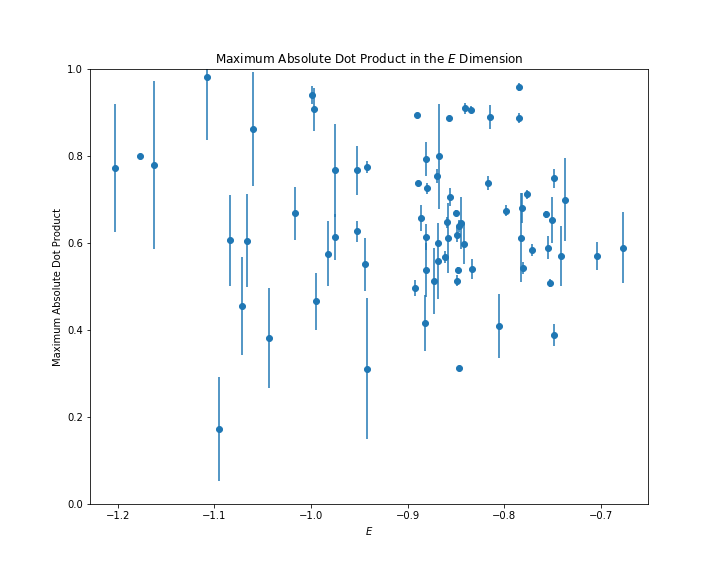 Maximum Absolute Dot Product in the E Dimension
1.0
0.8
0.6
0.4
0.2
0.0
Maximum Absolute Dot Product
−1.2 −1.1 −1.0 −0.9 −0.8 −0.7
E